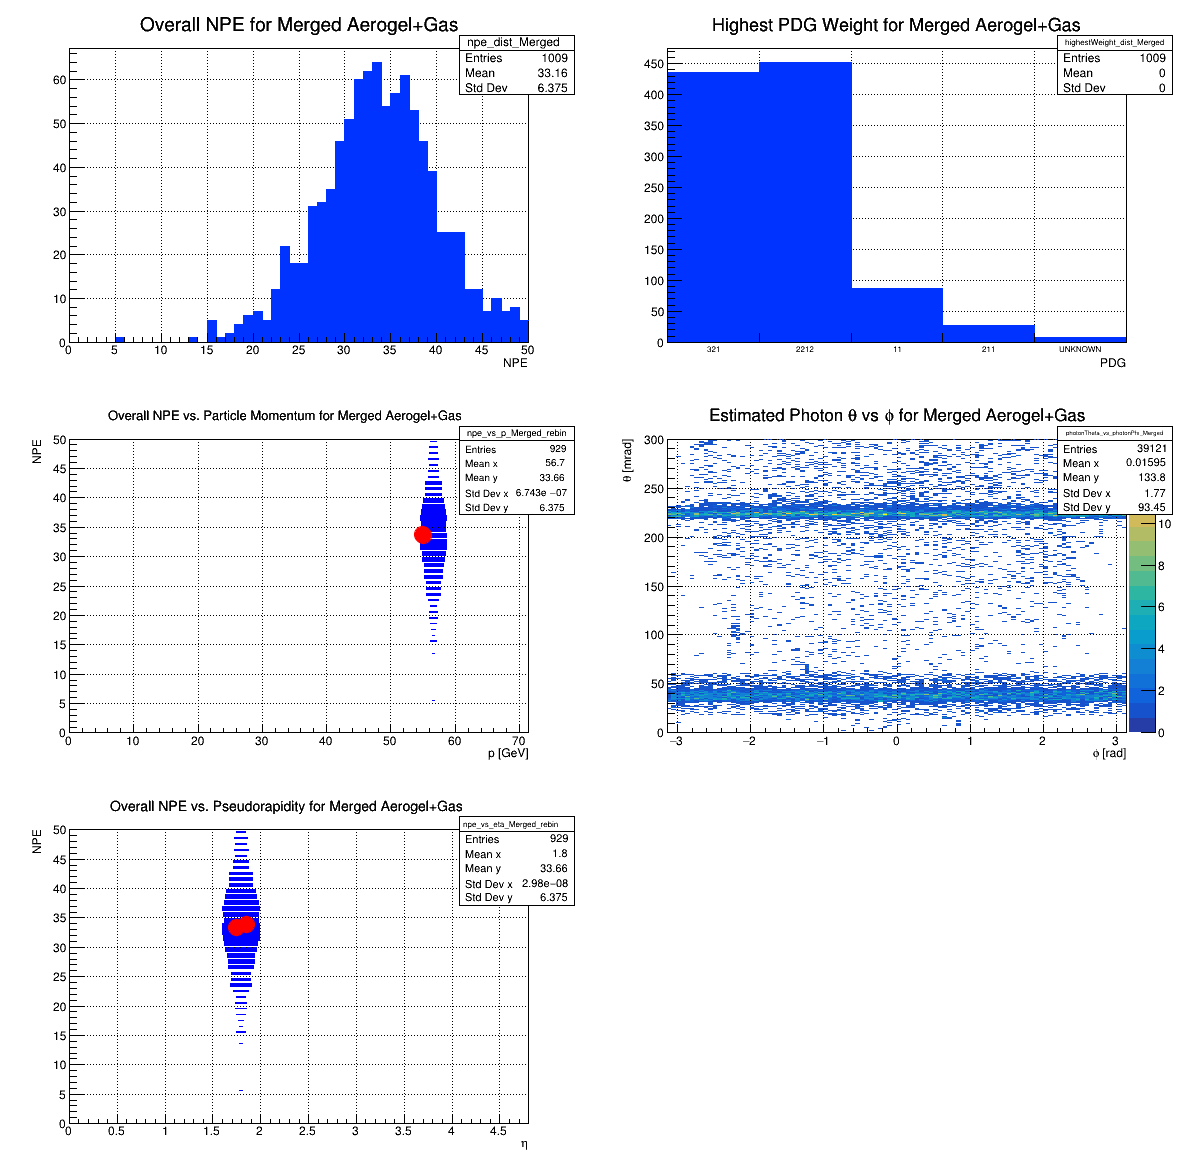 Overall NPE for Merged Aerogel+Gas
npe_dist_Merged
Entries 1009
Mean 33.16
Std Dev 6.375
60
50
40
30
20
10
0
0 5 10 15 20 25 30 35 40 45 50
NPE
Highest PDG Weight for Merged Aerogel+Gas
highestWeight_dist_Merged
Entries 1009
Mean 0
Std Dev 0
450
400
350
300
250
200
150
100
50
0
321 2212 11 211 UNKNOWN
PDG
Overall NPE vs. Particle Momentum for Merged Aerogel+Gas
npe_vs_p_Merged_rebin
Entries 929
Mean x 56.7
Mean y 33.66
Std Dev x 6.743e −07
Std Dev y 6.375
NPE
50
45
40
35
30
25
20
15
10
5
0
0 10 20 30 40 50 60 70
p [GeV]
Estimated Photon θ vs ϕ for Merged Aerogel+Gas
photonTheta_vs_photonPhi_Merged
Entries 39121
Mean x 0.01595
Mean y 133.8
Std Dev x 1.77
Std Dev y 93.45
θ [mrad]
300
250
200
150
100
50
0
−3 −2 −1 0 1 2 3
ϕ [rad]
10
8
6
4
2
0
Overall NPE vs. Pseudorapidity for Merged Aerogel+Gas
npe_vs_eta_Merged_rebin
Entries 929
Mean x 1.8
Mean y 33.66
Std Dev x 2.98e−08
Std Dev y 6.375
NPE
50
45
40
35
30
25
20
15
10
5
0
0 0.5 1 1.5 2 2.5 3 3.5 4 4.5
η